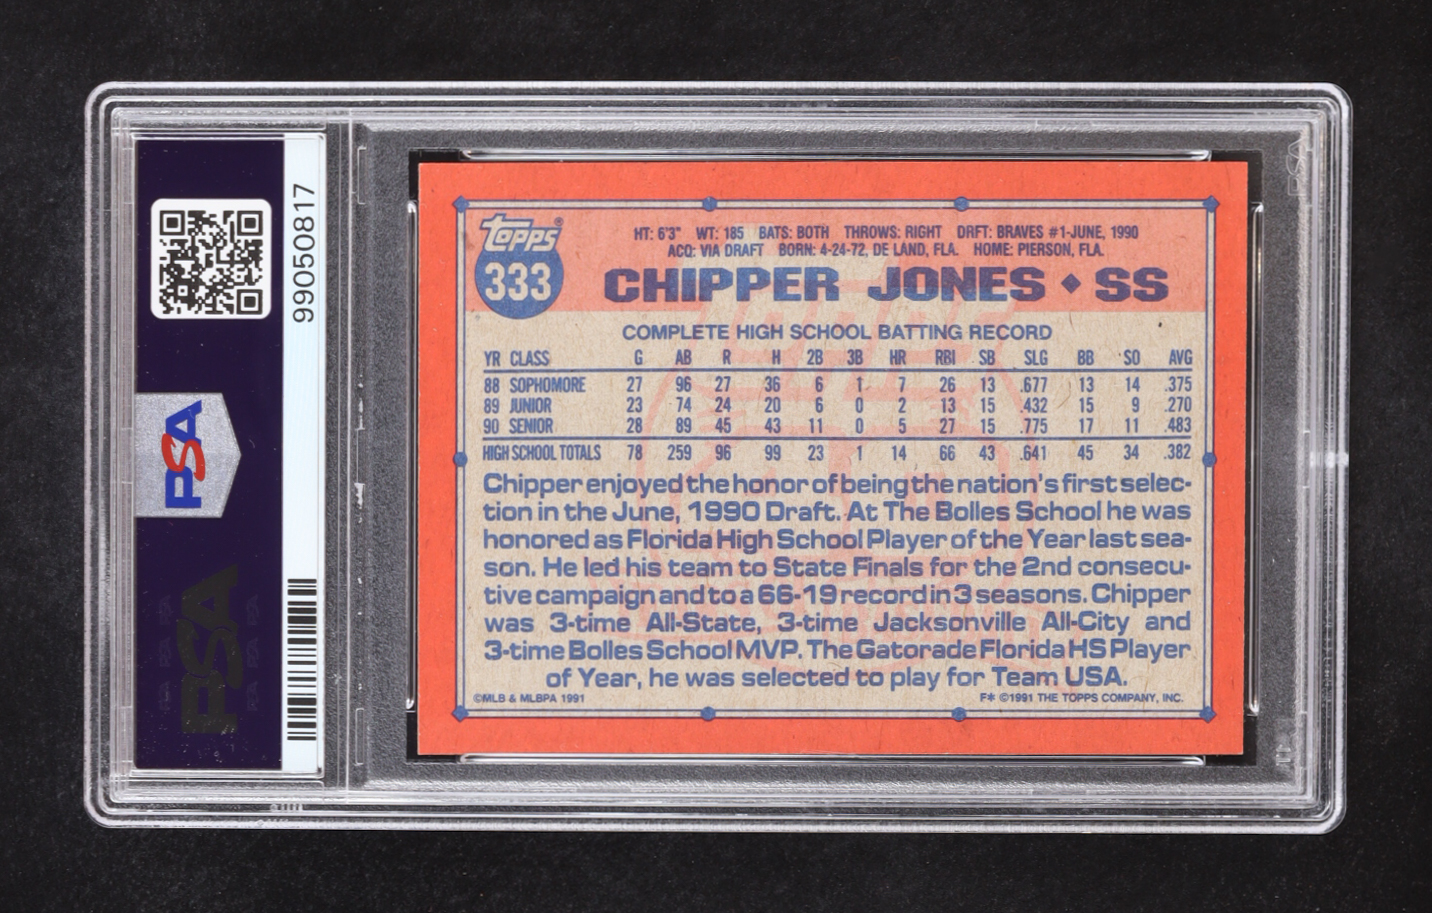 PSA
99050817
PSA
topps®
333
HT: 6'3" WT: 185 BATS: BOTH THROWS: RIGHT DRFT: BRAVES #1-JUNE, 1990
ACQ: VIA DRAFT BORN: 4-24-72, DE LAND, FLA. HOME: PIERSON, FLA.
CHIPPER JONES ◆ SS
COMPLETE HIGH SCHOOL BATTING RECORD
YR CLASS G AB R H 2B 3B HR RBI SB SLG BB SO AVG
88 SOPHOMORE 27 96 27 36 6 1 7 26 13 .677 13 14 .375
89 JUNIOR 23 74 24 20 6 0 2 13 15 .432 15 9 .270
90 SENIOR 28 89 45 43 11 0 5 27 15 .775 17 11 .483
HIGH SCHOOL TOTALS 78 259 96 99 23 1 14 66 43 .641 45 34 .382
Chipper enjoyed the honor of being the nation's first selec-
tion in the June, 1990 Draft. At The Bolles School he was
honored as Florida High School Player of the Year last sea-
son. He led his team to State Finals for the 2nd consecu-
tive campaign and to a 66-19 record in 3 seasons. Chipper
was 3-time All-State, 3-time Jacksonville All-City and
3-time Bolles School MVP. The Gatorade Florida HS Player
of Year, he was selected to play for Team USA.
©MLB & MLBPA 1991 F* ©1991 THE TOPPS COMPANY, INC.
PSA